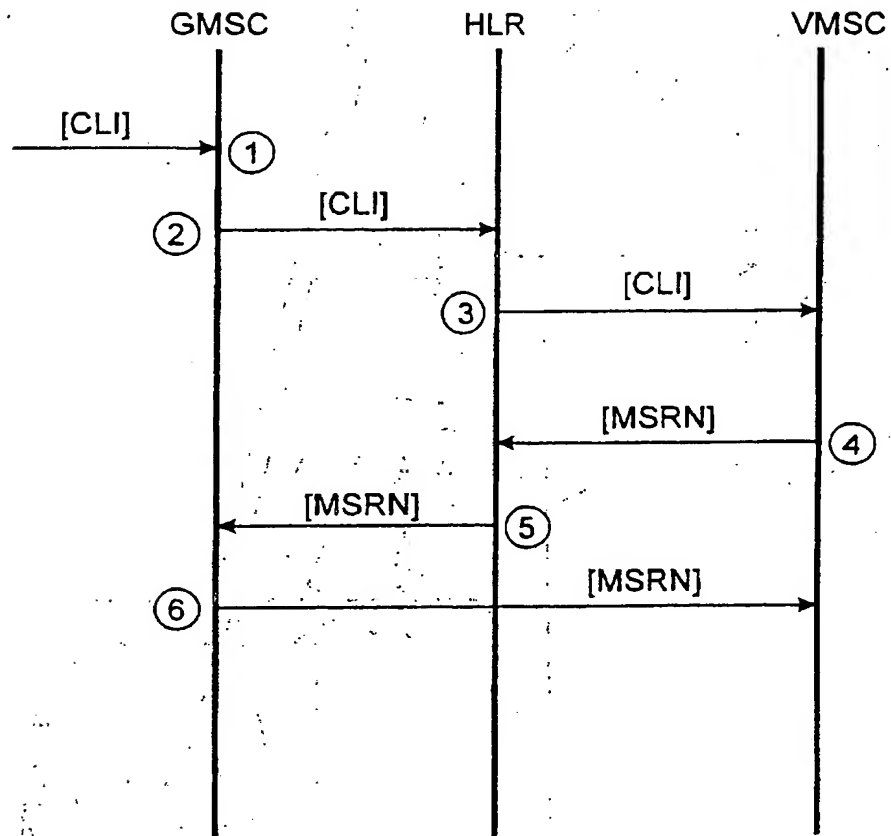 GMSC HLR VMSC
[CLI]
1
2 [CLI]
3 [CLI]
[MSRN] 4
[MSRN] 5
6 [MSRN]